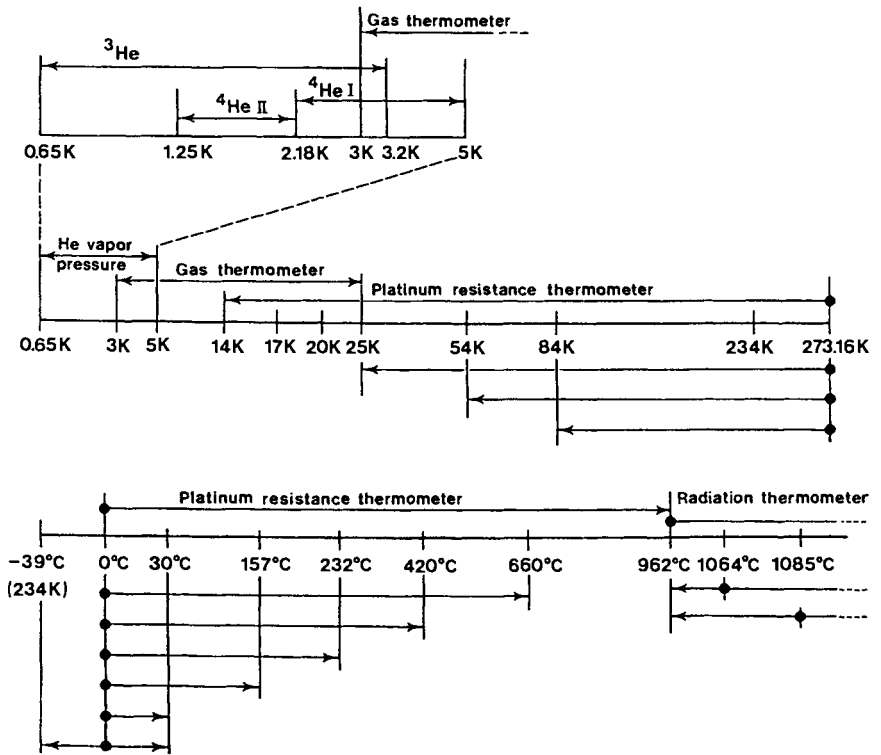 Gas thermometer
³He
⁴He I
⁴He II
0.65K 1.25K 2.18K 3K 3.2K 5K
He vapor
pressure
Gas thermometer
Platinum resistance thermometer
0.65K 3K 5K 14K 17K 20K 25K 54K 84K 234K 273.16K
Platinum resistance thermometer
Radiation thermometer
−39°C 0°C 30°C 157°C 232°C 420°C 660°C 962°C 1064°C 1085°C
(234K)